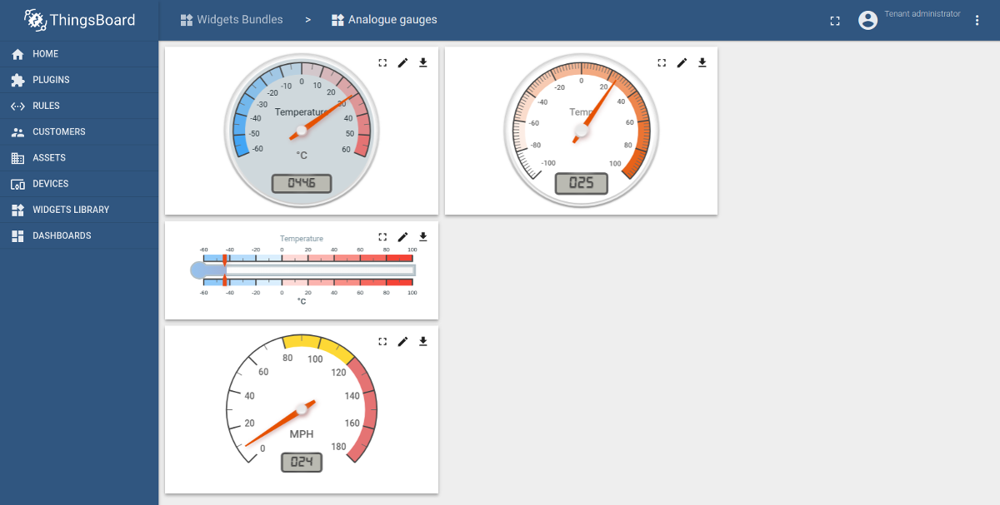 ThingsBoard
Widgets Bundles > Analogue gauges
Tenant administrator
HOME
PLUGINS
RULES
CUSTOMERS
ASSETS
DEVICES
WIDGETS LIBRARY
DASHBOARDS
-60 -50 -40 -30 -20 -10 0 10 20 30 40 50 60
Temperature
°C
044.6
-100 -80 -60 -40 -20 0 20 40 60 80 100
Temp
025
Temperature
-60 -40 -20 0 20 40 60 80 100
-60 -40 -20 0 20 40 60 80 100
°C
0 20 40 60 80 100 120 140 160 180
MPH
024